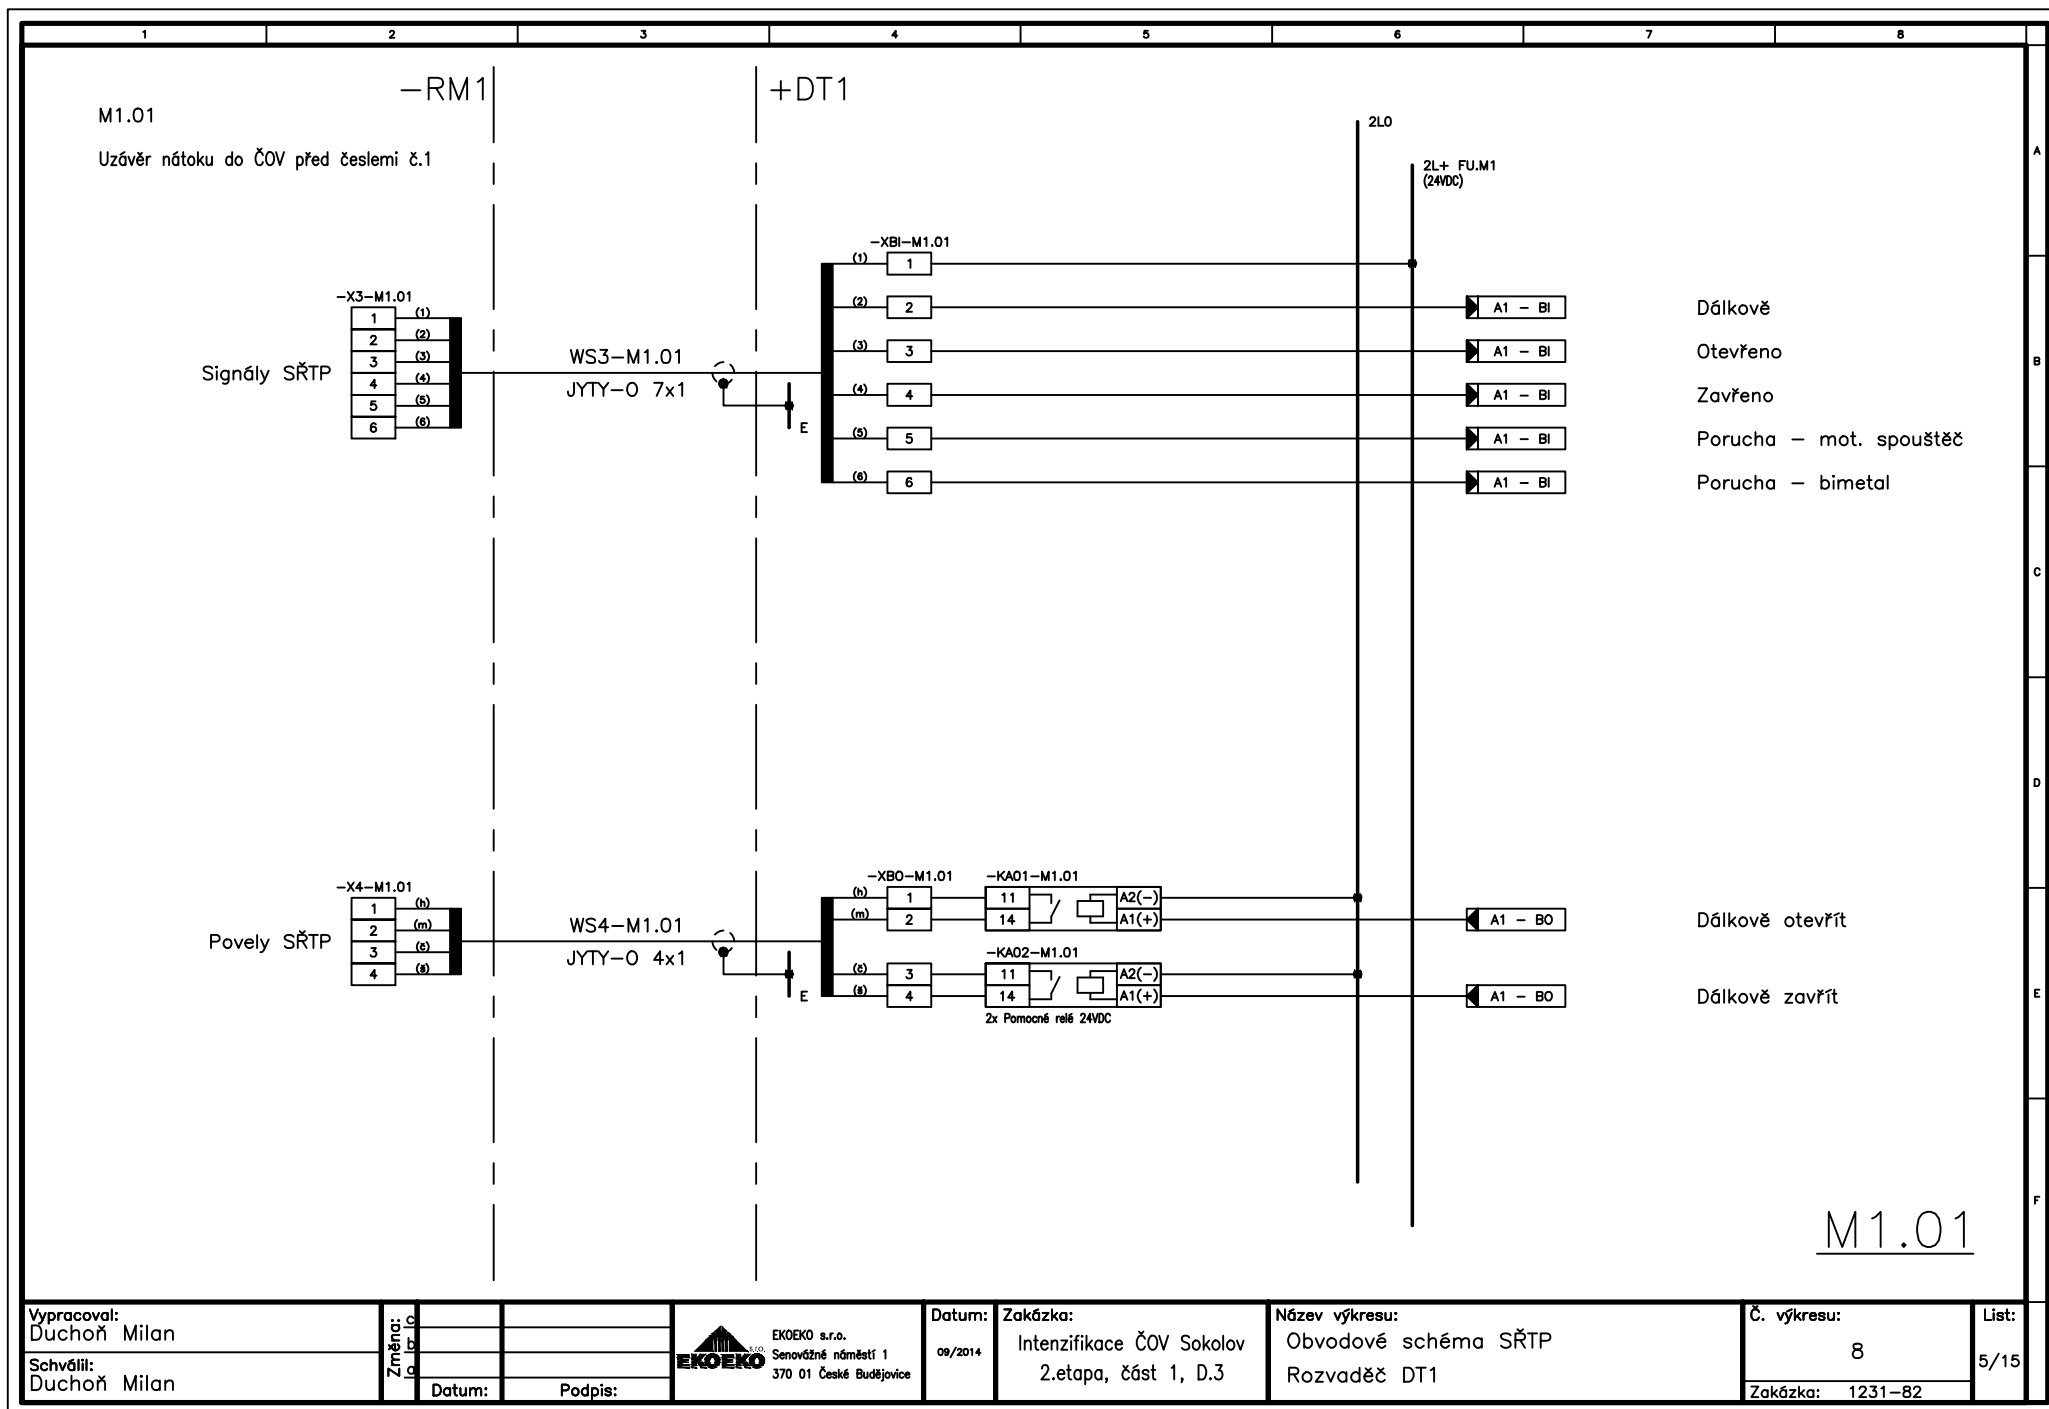 1 2 3 4 5 6 7 8
-RM1
+DT1
M1.01
Uzávěr nátoku do ČOV před česlemi č.1
2L0
2L+ FU.M1
(24VDC)
A
B
C
D
E
F
-X3-M1.01
1 (1)
2 (2)
3 (3)
4 (4)
5 (5)
6 (6)
Signály SŘTP
WS3-M1.01
JYTY-O 7x1
E
-XBI-M1.01
(1) 1
(2) 2 A1 - BI Dálkově
(3) 3 A1 - BI Otevřeno
(4) 4 A1 - BI Zavřeno
(5) 5 A1 - BI Porucha - mot. spouštěč
(6) 6 A1 - BI Porucha - bimetal
-X4-M1.01
1 (h)
2 (m)
3 (č)
4 (š)
Povely SŘTP
WS4-M1.01
JYTY-O 4x1
E
-XBO-M1.01 -KA01-M1.01
(h) 1 11 A2(-)
(m) 2 14 A1(+) A1 - BO Dálkově otevřít
-KA02-M1.01
(č) 3 11 A2(-)
(š) 4 14 A1(+) A1 - BO Dálkově zavřít
2x Pomocné relé 24VDC
M1.01
Vypracoval:
Duchoň Milan
Schválil:
Duchoň Milan
Změna:
c
b
a
Datum: Podpis:
EKOEKO s.r.o.
EKOEKO s.r.o.
Senovážné náměstí 1
370 01 České Budějovice
Datum:
09/2014
Zakázka:
Intenzifikace ČOV Sokolov
2.etapa, část 1, D.3
Název výkresu:
Obvodové schéma SŘTP
Rozvaděč DT1
Č. výkresu:
8
Zakázka: 1231-82
List:
5/15